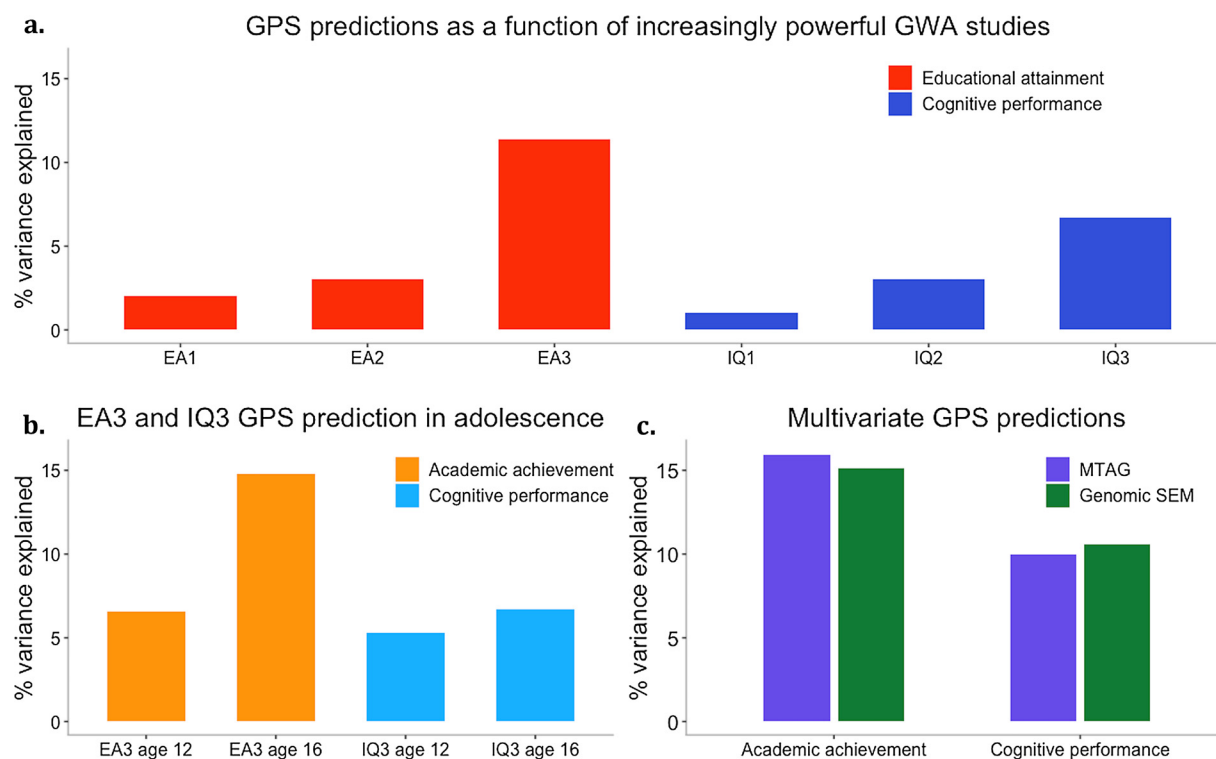 a.
GPS predictions as a function of increasingly powerful GWA studies
% variance explained
15
10
5
0
Educational attainment
Cognitive performance
EA1 EA2 EA3 IQ1 IQ2 IQ3
b.
EA3 and IQ3 GPS prediction in adolescence
% variance explained
15
10
5
0
Academic achievement
Cognitive performance
EA3 age 12 EA3 age 16 IQ3 age 12 IQ3 age 16
c.
Multivariate GPS predictions
% variance explained
15
10
5
0
MTAG
Genomic SEM
Academic achievement Cognitive performance